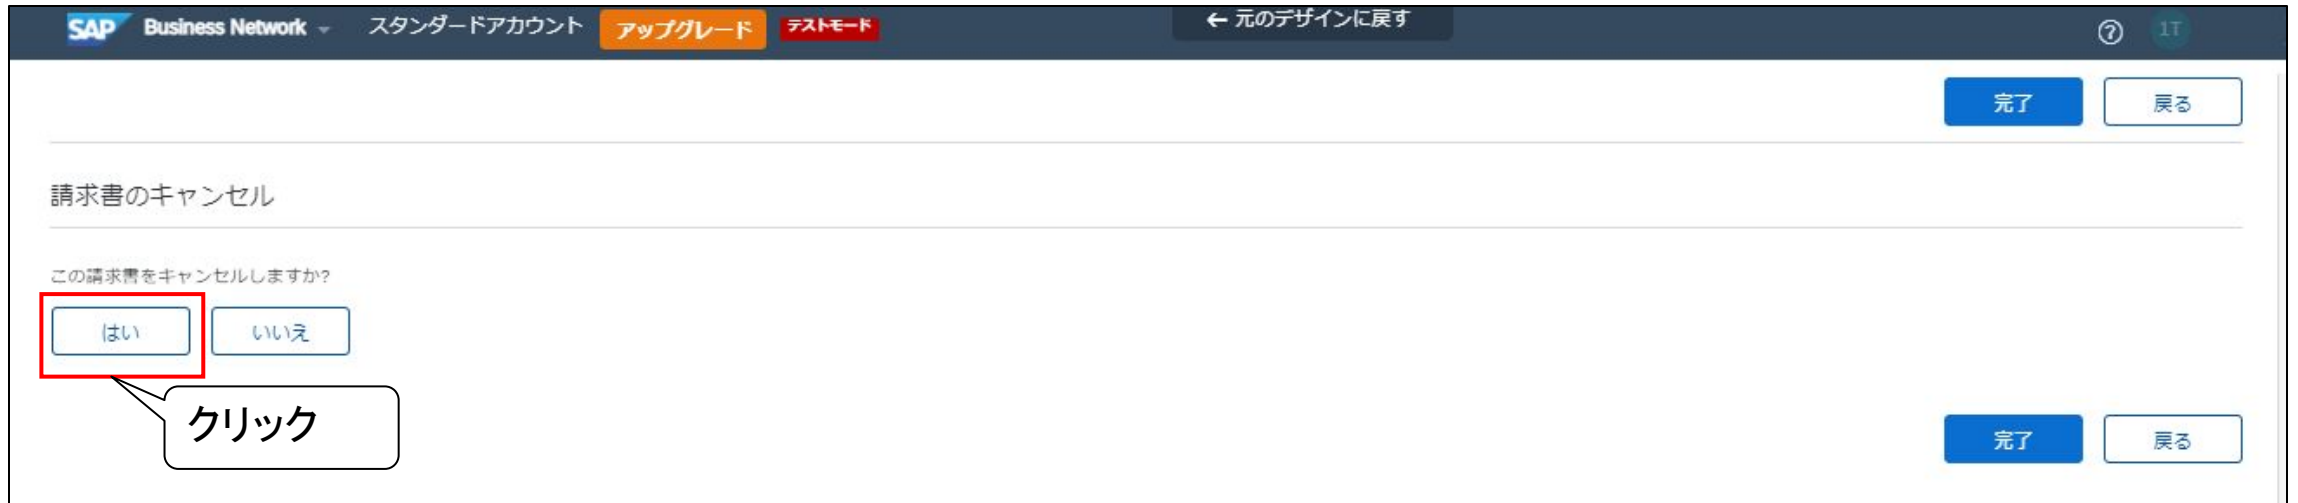 SAP Business Network スタンダードアカウント アップグレード テストモード ← 元のデザインに戻す ? 1T
完了 戻る
請求書のキャンセル
この請求書をキャンセルしますか?
はい いいえ
クリック
完了 戻る